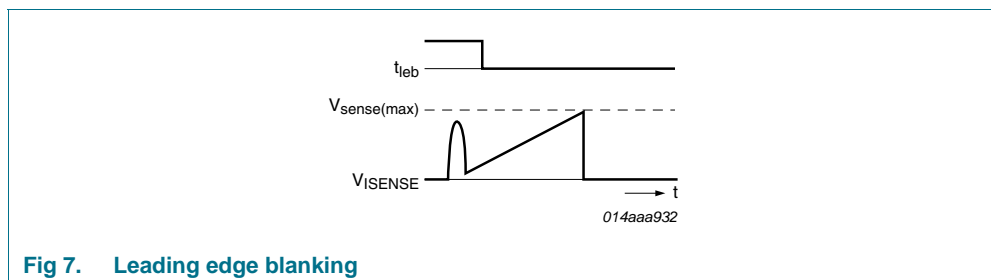 tleb
Vsense(max)
VISENSE
t
014aaa932
Fig 7. Leading edge blanking